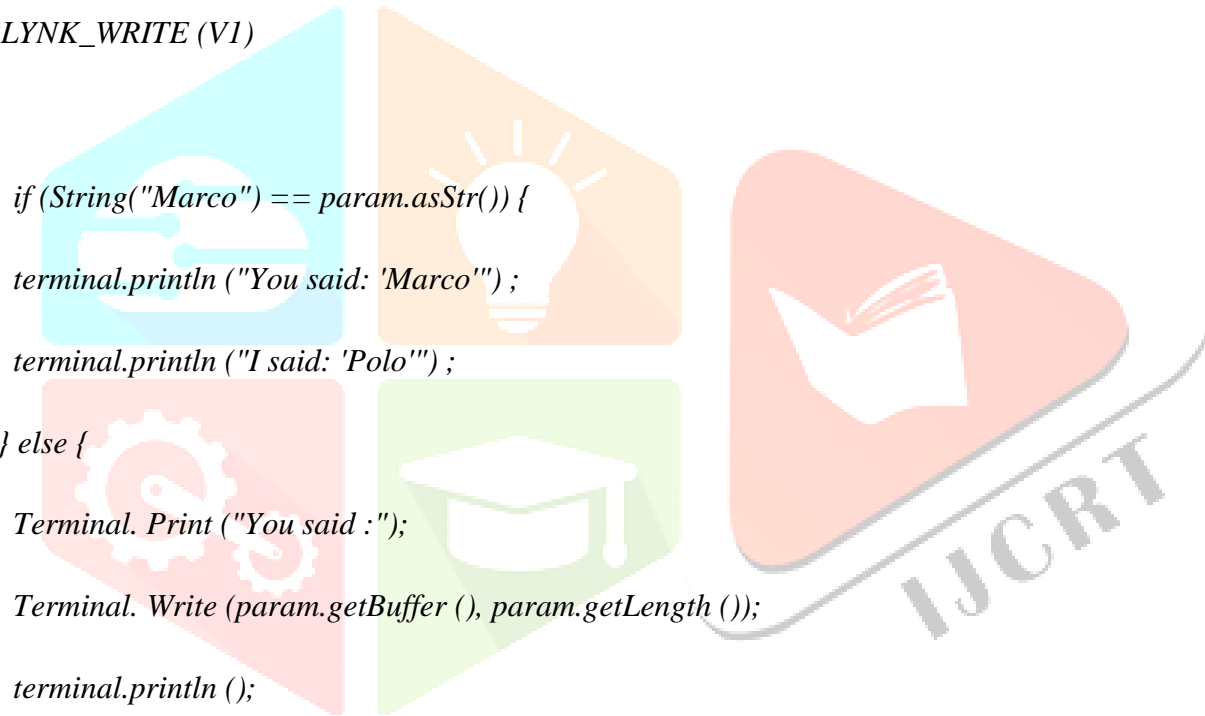 LYNK_WRITE (V1)
if (String("Marco") == param.asStr()) {
terminal.println ("You said: 'Marco'") ;
terminal.println ("I said: 'Polo'") ;
} else {
Terminal. Print ("You said :");
Terminal. Write (param.getBuffer (), param.getLength ());
terminal.println ();
IJCRT